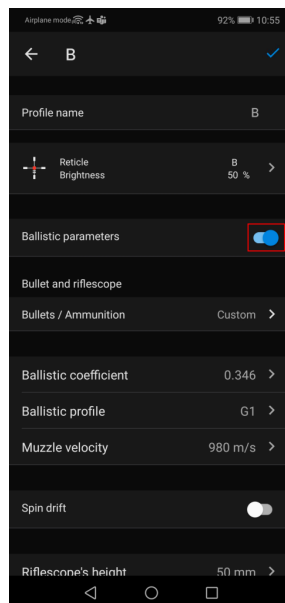 Airplane mode 92% 10:55
B
Profile name B
Reticle B
Brightness 50 %
Ballistic parameters
Bullet and riflescope
Bullets / Ammunition Custom
Ballistic coefficient 0.346
Ballistic profile G1
Muzzle velocity 980 m/s
Spin drift
Riflescope's height 50 mm